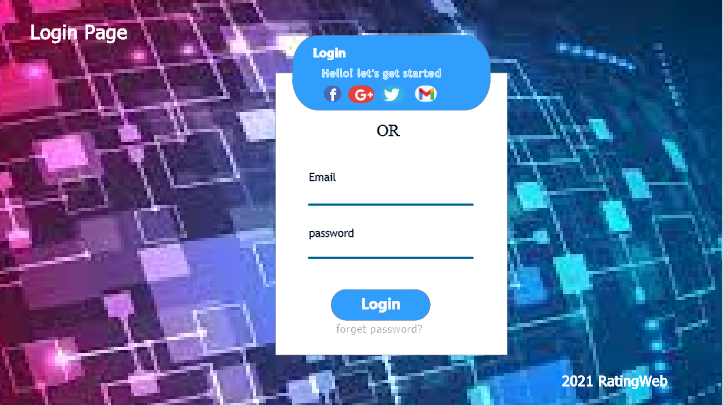 Login Page
Login
Hello! let's get started
f G+
OR
Email
password
Login
forget password?
2021 RatingWeb